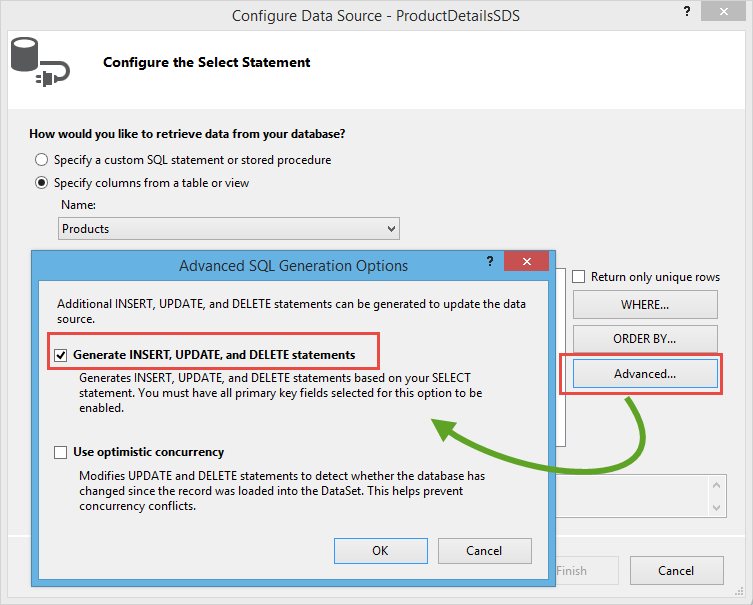 Configure Data Source - ProductDetailsSDS
?
Configure the Select Statement
How would you like to retrieve data from your database?
Specify a custom SQL statement or stored procedure
Specify columns from a table or view
Name:
Products
Return only unique rows
WHERE...
ORDER BY...
Advanced...
Advanced SQL Generation Options
?
Additional INSERT, UPDATE, and DELETE statements can be generated to update the data
source.
Generate INSERT, UPDATE, and DELETE statements
Generates INSERT, UPDATE, and DELETE statements based on your SELECT
statement. You must have all primary key fields selected for this option to be
enabled.
Use optimistic concurrency
Modifies UPDATE and DELETE statements to detect whether the database has
changed since the record was loaded into the DataSet. This helps prevent
concurrency conflicts.
OK
Cancel
Finish
Cancel